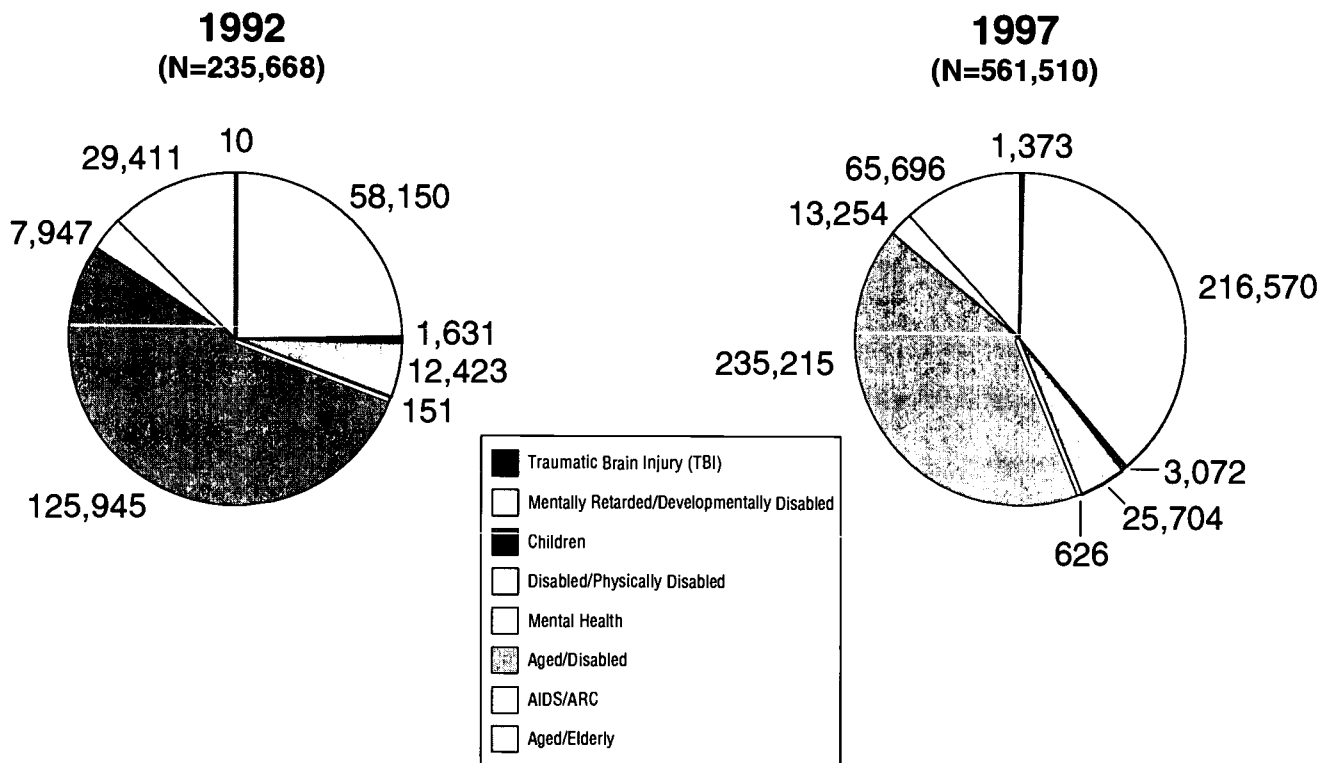 1992
(N=235,668)
10
58,150
1,631
12,423
151
125,945
7,947
29,411
1997
(N=561,510)
1,373
216,570
3,072
25,704
626
235,215
13,254
65,696
Traumatic Brain Injury (TBI)
Mentally Retarded/Developmentally Disabled
Children
Disabled/Physically Disabled
Mental Health
Aged/Disabled
AIDS/ARC
Aged/Elderly